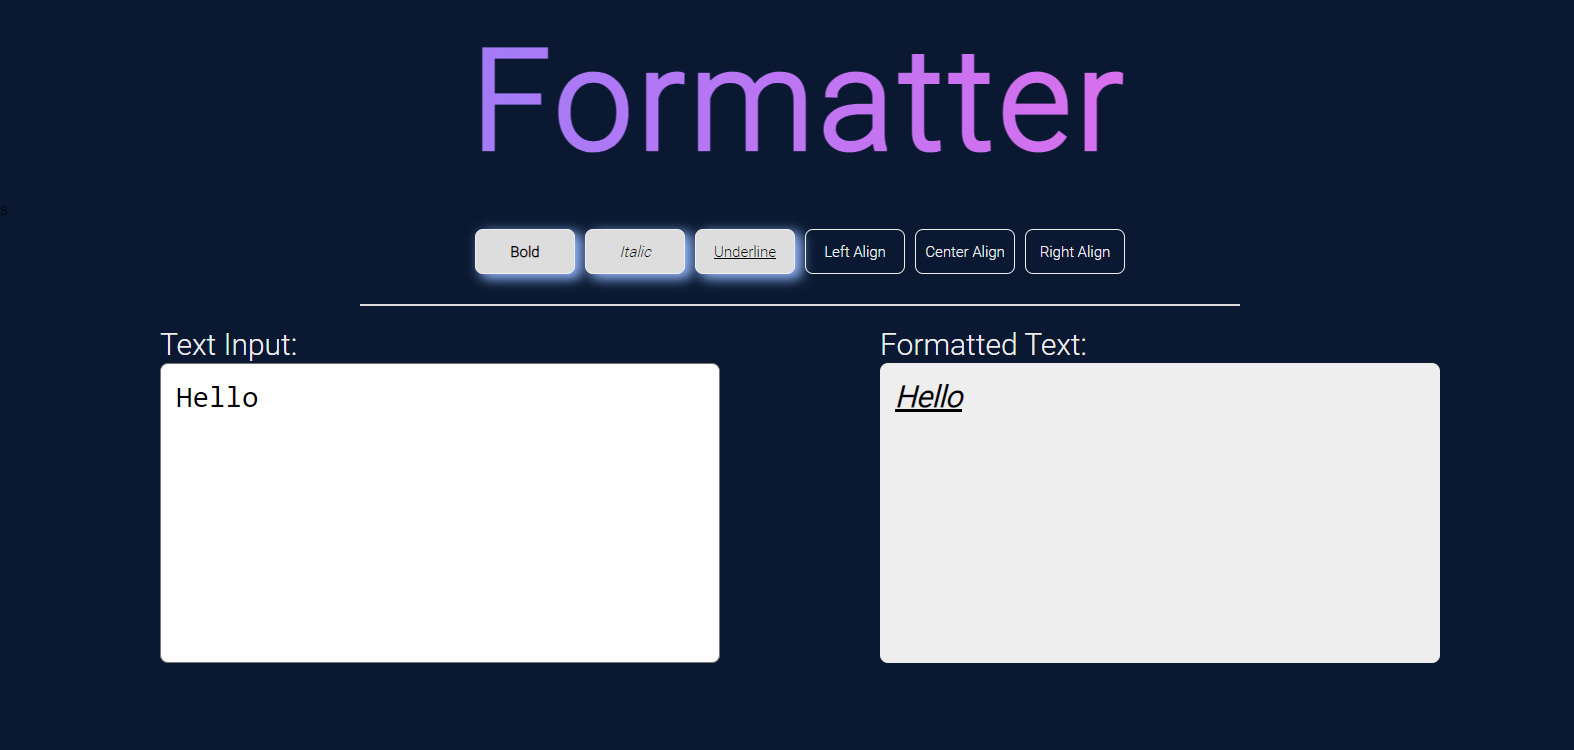 Formatter
s
Bold Italic Underline Left Align Center Align Right Align
Text Input: Formatted Text:
Hello Hello